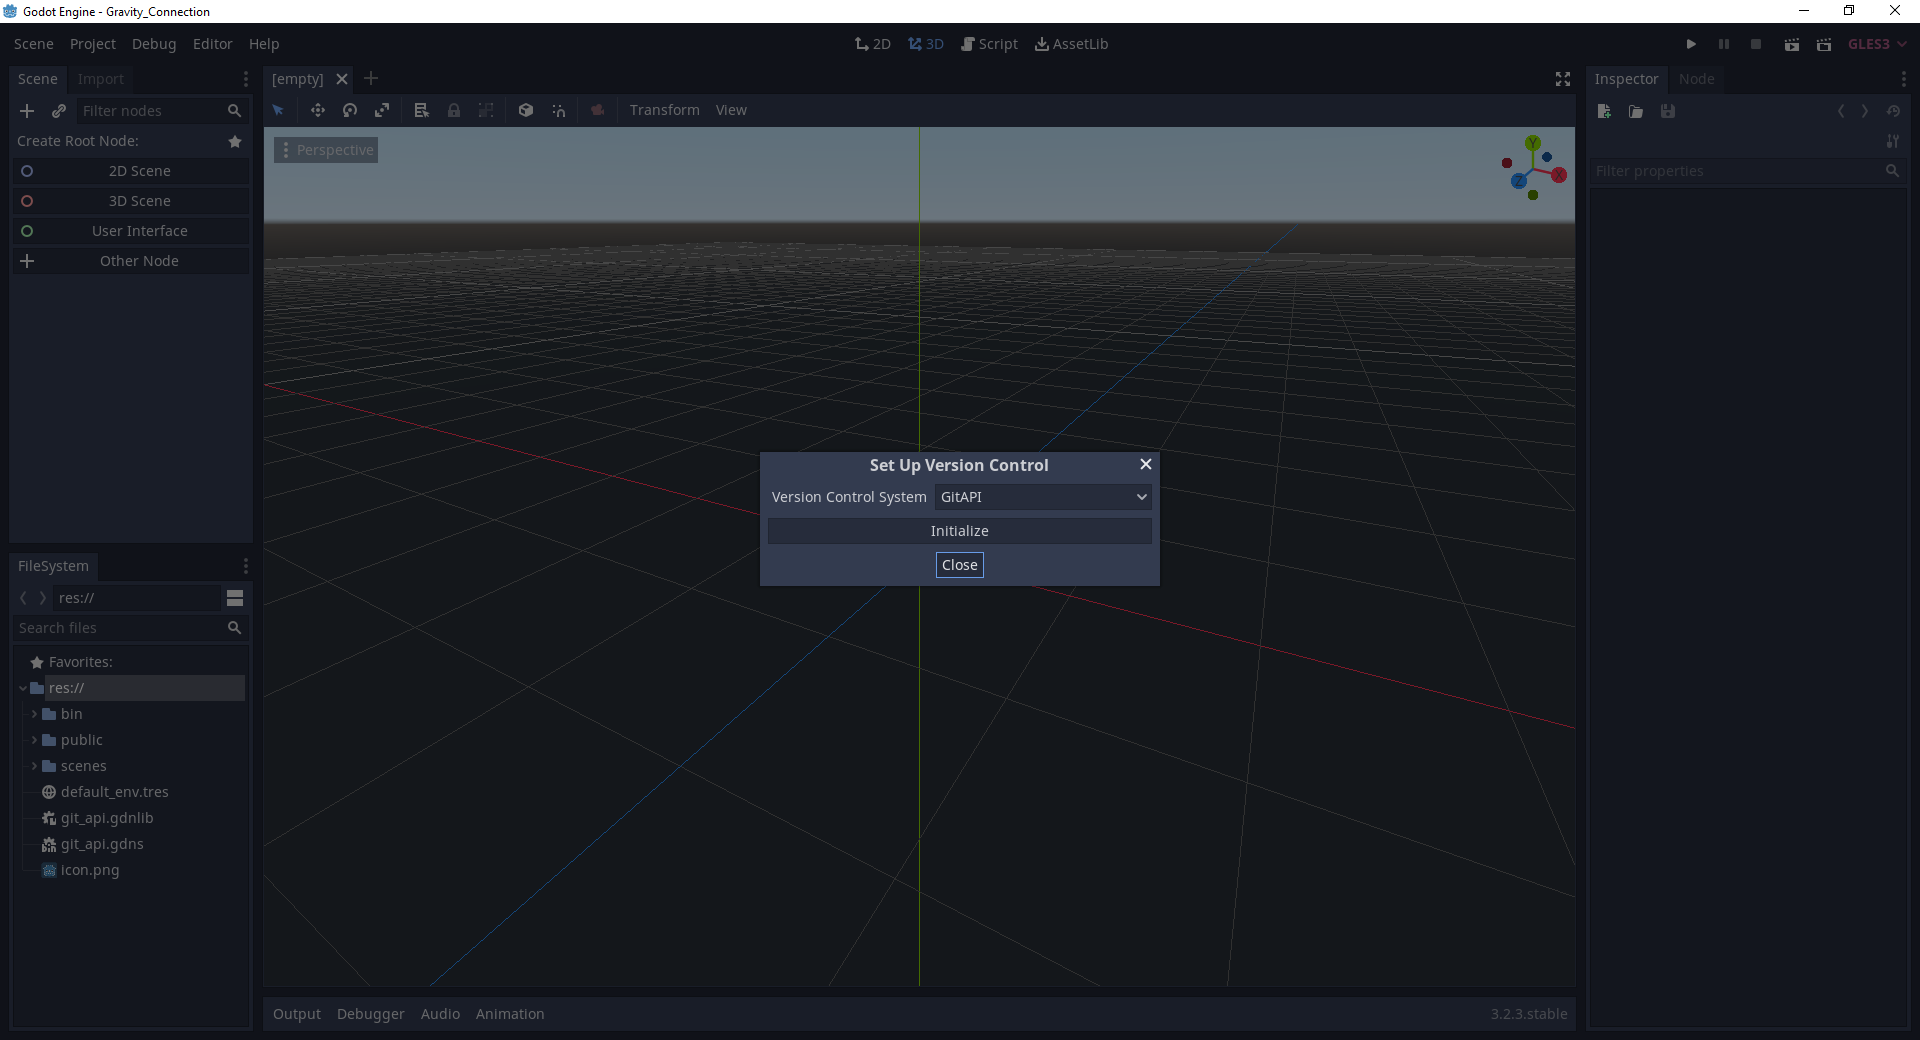 Godot Engine - Gravity_Connection
Scene Project Debug Editor Help
2D 3D Script AssetLib
GLES3
Scene Import
Filter nodes
Create Root Node:
2D Scene
3D Scene
User Interface
Other Node
FileSystem
res://
Search files
Favorites:
res://
bin
public
scenes
default_env.tres
git_api.gdnlib
git_api.gdns
icon.png
[empty]
Transform View
Perspective
Y
X
Z
Set Up Version Control
Version Control System GitAPI
Initialize
Close
Output Debugger Audio Animation
3.2.3.stable
Inspector Node
Filter properties